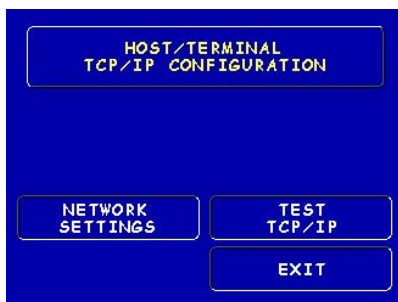 HOST/TERMINAL
TCP/IP CONFIGURATION
NETWORK
SETTINGS
TEST
TCP/IP
EXIT